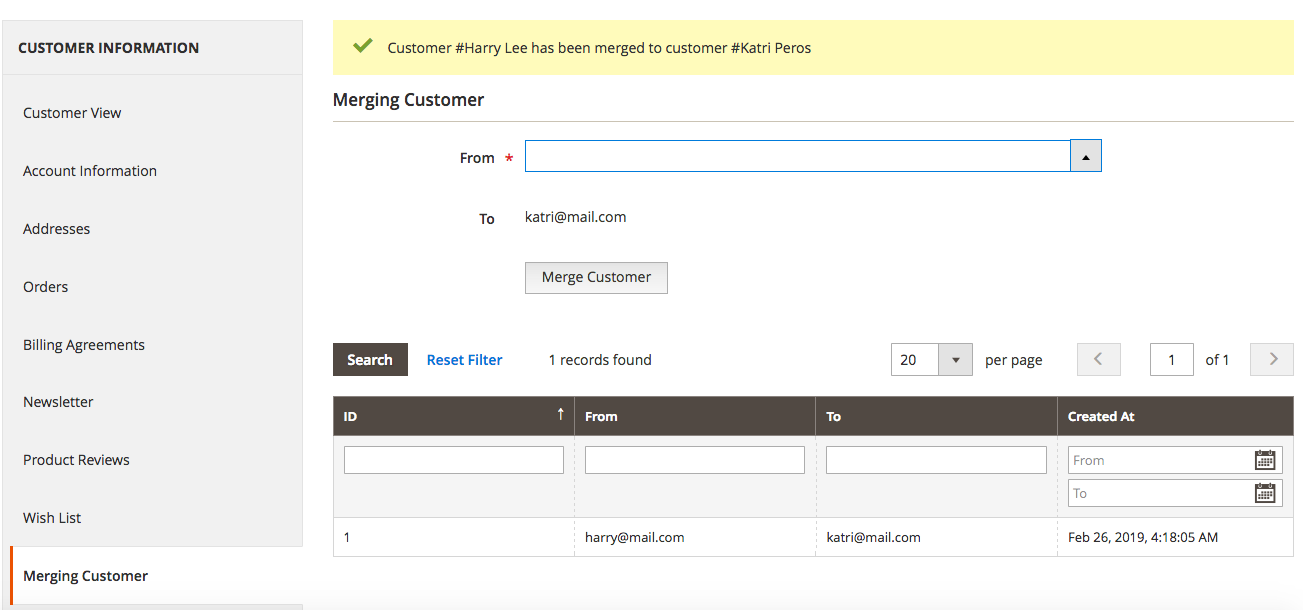 CUSTOMER INFORMATION
Customer View
Account Information
Addresses
Orders
Billing Agreements
Newsletter
Product Reviews
Wish List
Merging Customer
Customer #Harry Lee has been merged to customer #Katri Peros
Merging Customer
From *
To katri@mail.com
Merge Customer
Search Reset Filter 1 records found 20 per page 1 of 1
ID ↑ From To Created At
From
To
1 harry@mail.com katri@mail.com Feb 26, 2019, 4:18:05 AM